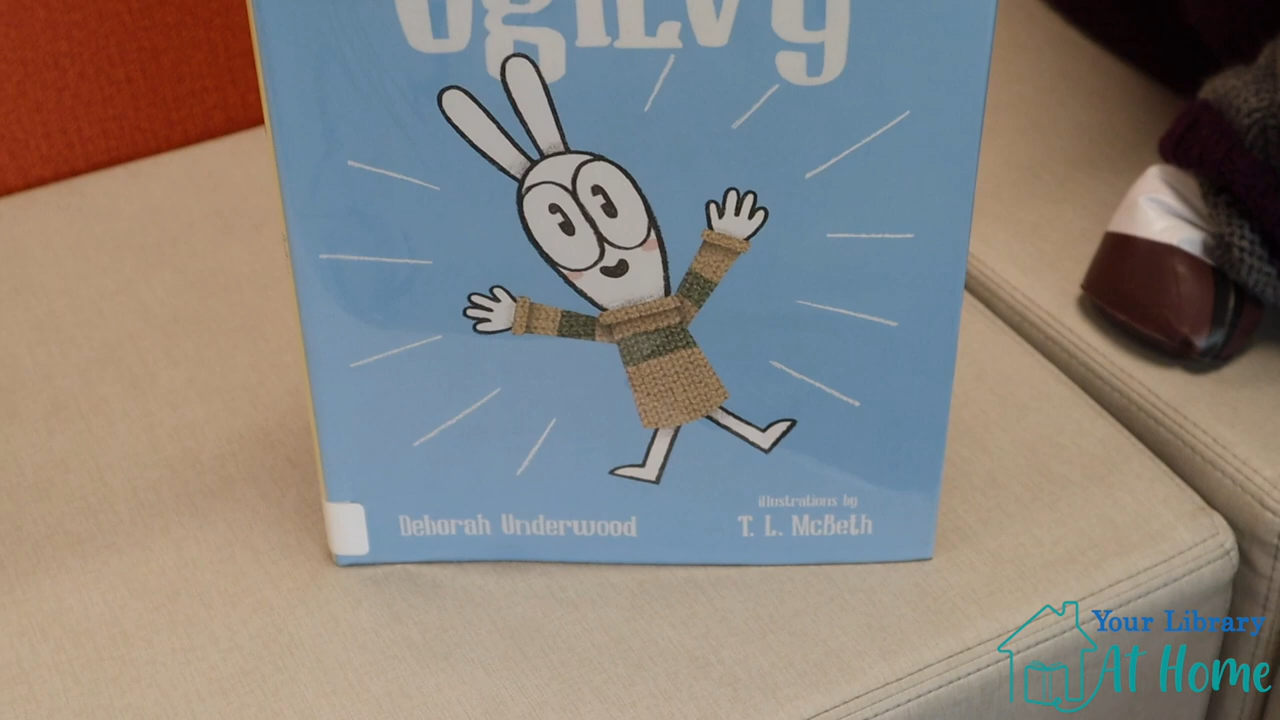 Ogilvy
Deborah Underwood
illustrations by
T. L. McBeth
Your Library
At Home